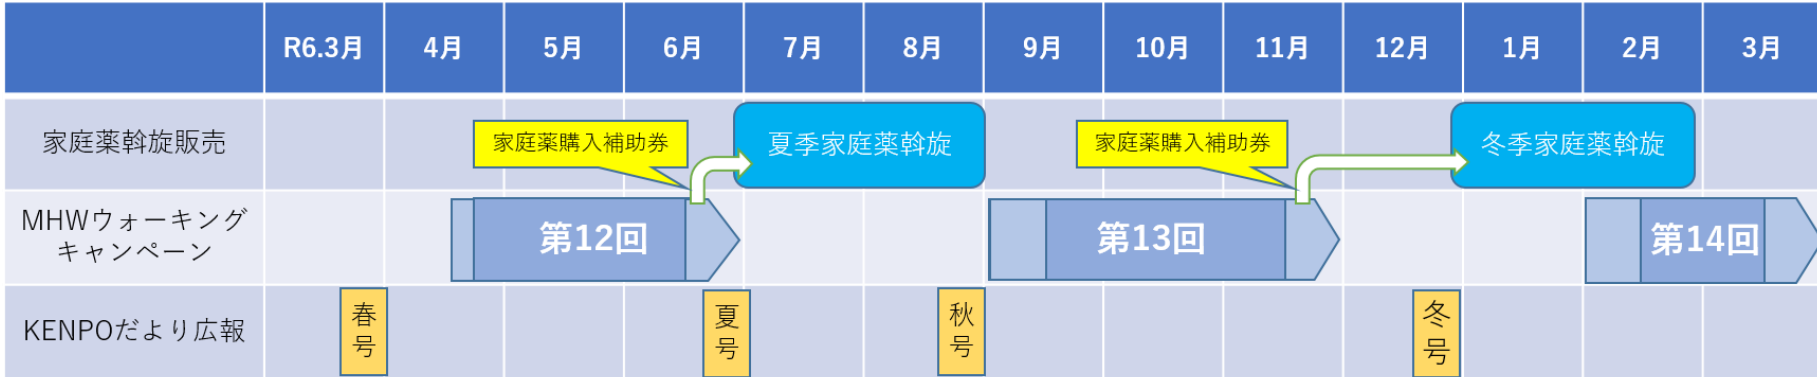 R6.3月 4月 5月 6月 7月 8月 9月 10月 11月 12月 1月 2月 3月
家庭薬斡旋販売 家庭薬購入補助券 夏季家庭薬斡旋 家庭薬購入補助券 冬季家庭薬斡旋
MHWウォーキング
キャンペーン
第12回 第13回 第14回
KENPOだより広報
春
号
夏
号
秋
号
冬
号